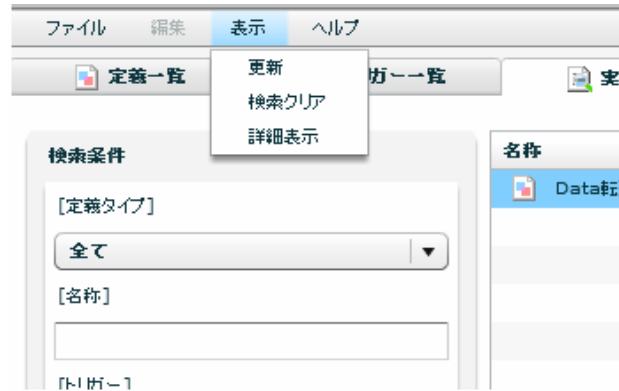 ファイル 編集 表示 ヘルプ
更新
検索クリア
詳細表示
定義一覧 ガー一覧 実
検索条件
[定義タイプ]
全て
[名称]
[トリガー]
名称
Data転